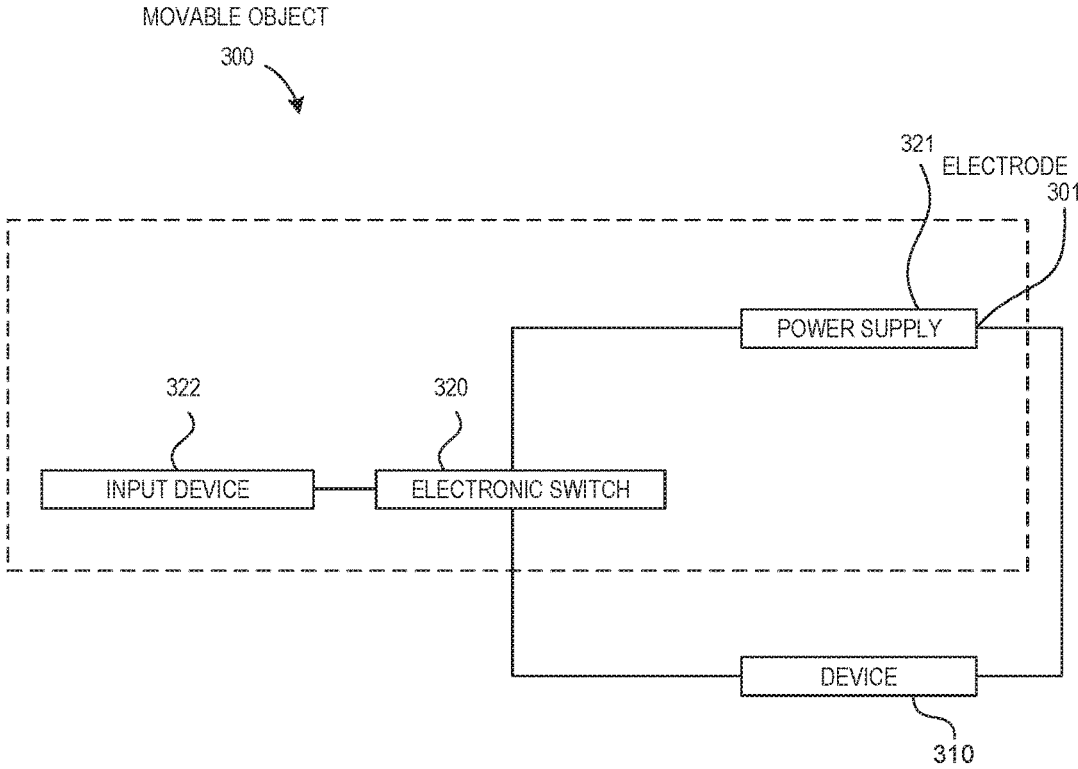 MOVABLE OBJECT
300
321
ELECTRODE
301
POWER SUPPLY
322
320
INPUT DEVICE
ELECTRONIC SWITCH
DEVICE
310